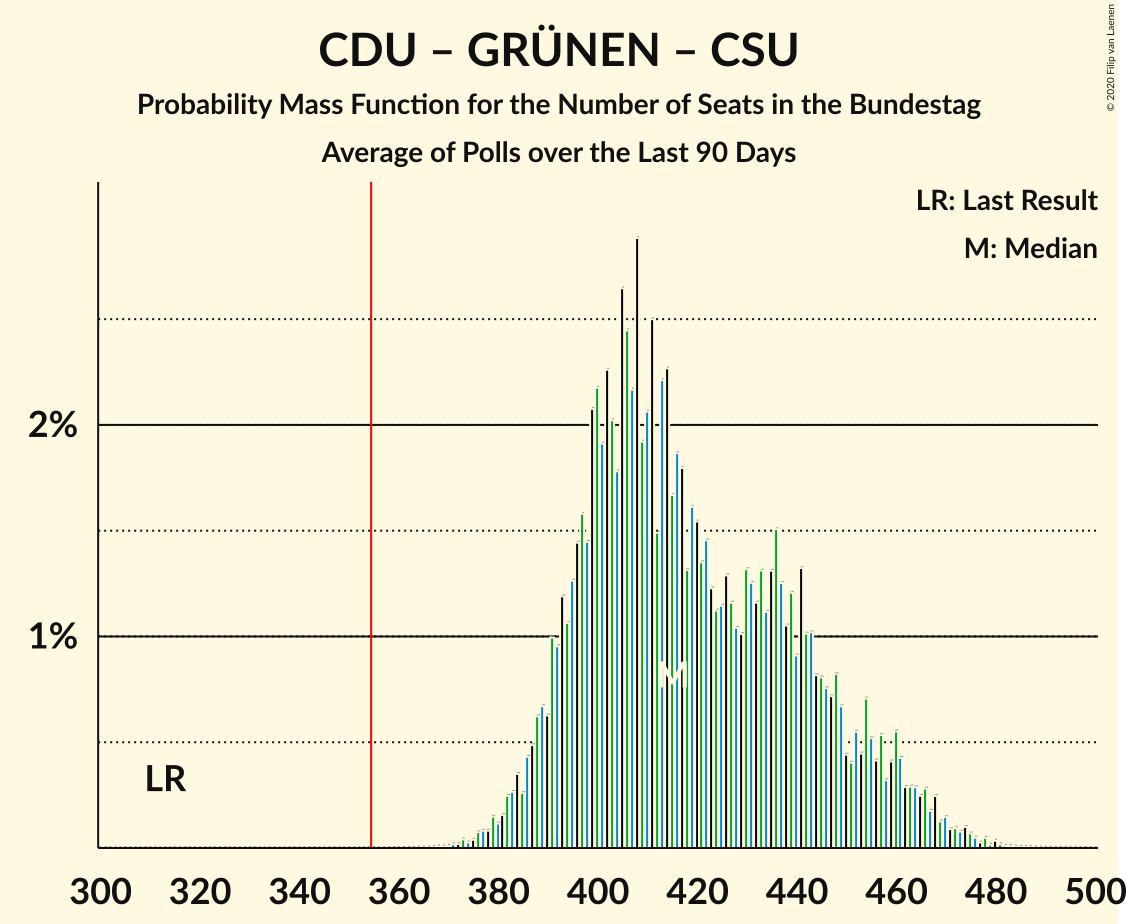 CDU – GRÜNEN – CSU
Probability Mass Function for the Number of Seats in the Bundestag
Average of Polls over the Last 90 Days
© 2020 Filip van Laenen
LR: Last Result
M: Median
2%
1%
M
LR
300 320 340 360 380 400 420 440 460 480 500